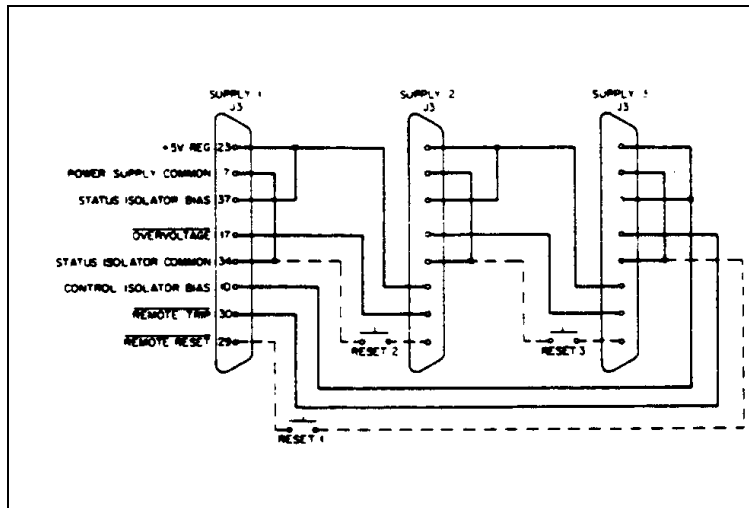 SUPPLY 1
J3
SUPPLY 2
J3
SUPPLY 3
J3
+5V REG 23
POWER SUPPLY COMMON 7
STATUS ISOLATOR BIAS 37
OVERVOLTAGE 17
STATUS ISOLATOR COMMON 34
CONTROL ISOLATOR BIAS 10
REMOTE TRIP 30
REMOTE RESET 29
RESET 2
RESET 3
RESET 1